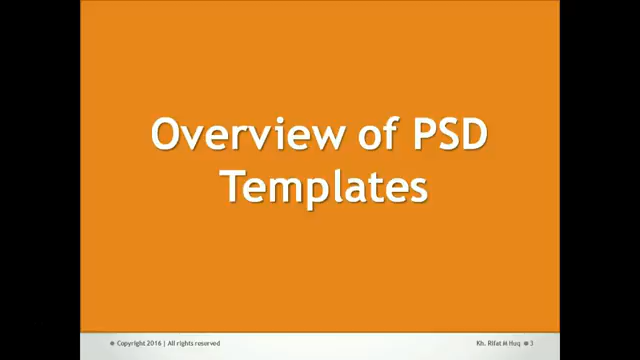 Overview of PSD
Templates
Copyright 2016 | All rights reserved
Kh. Rifat M Huq ● 3